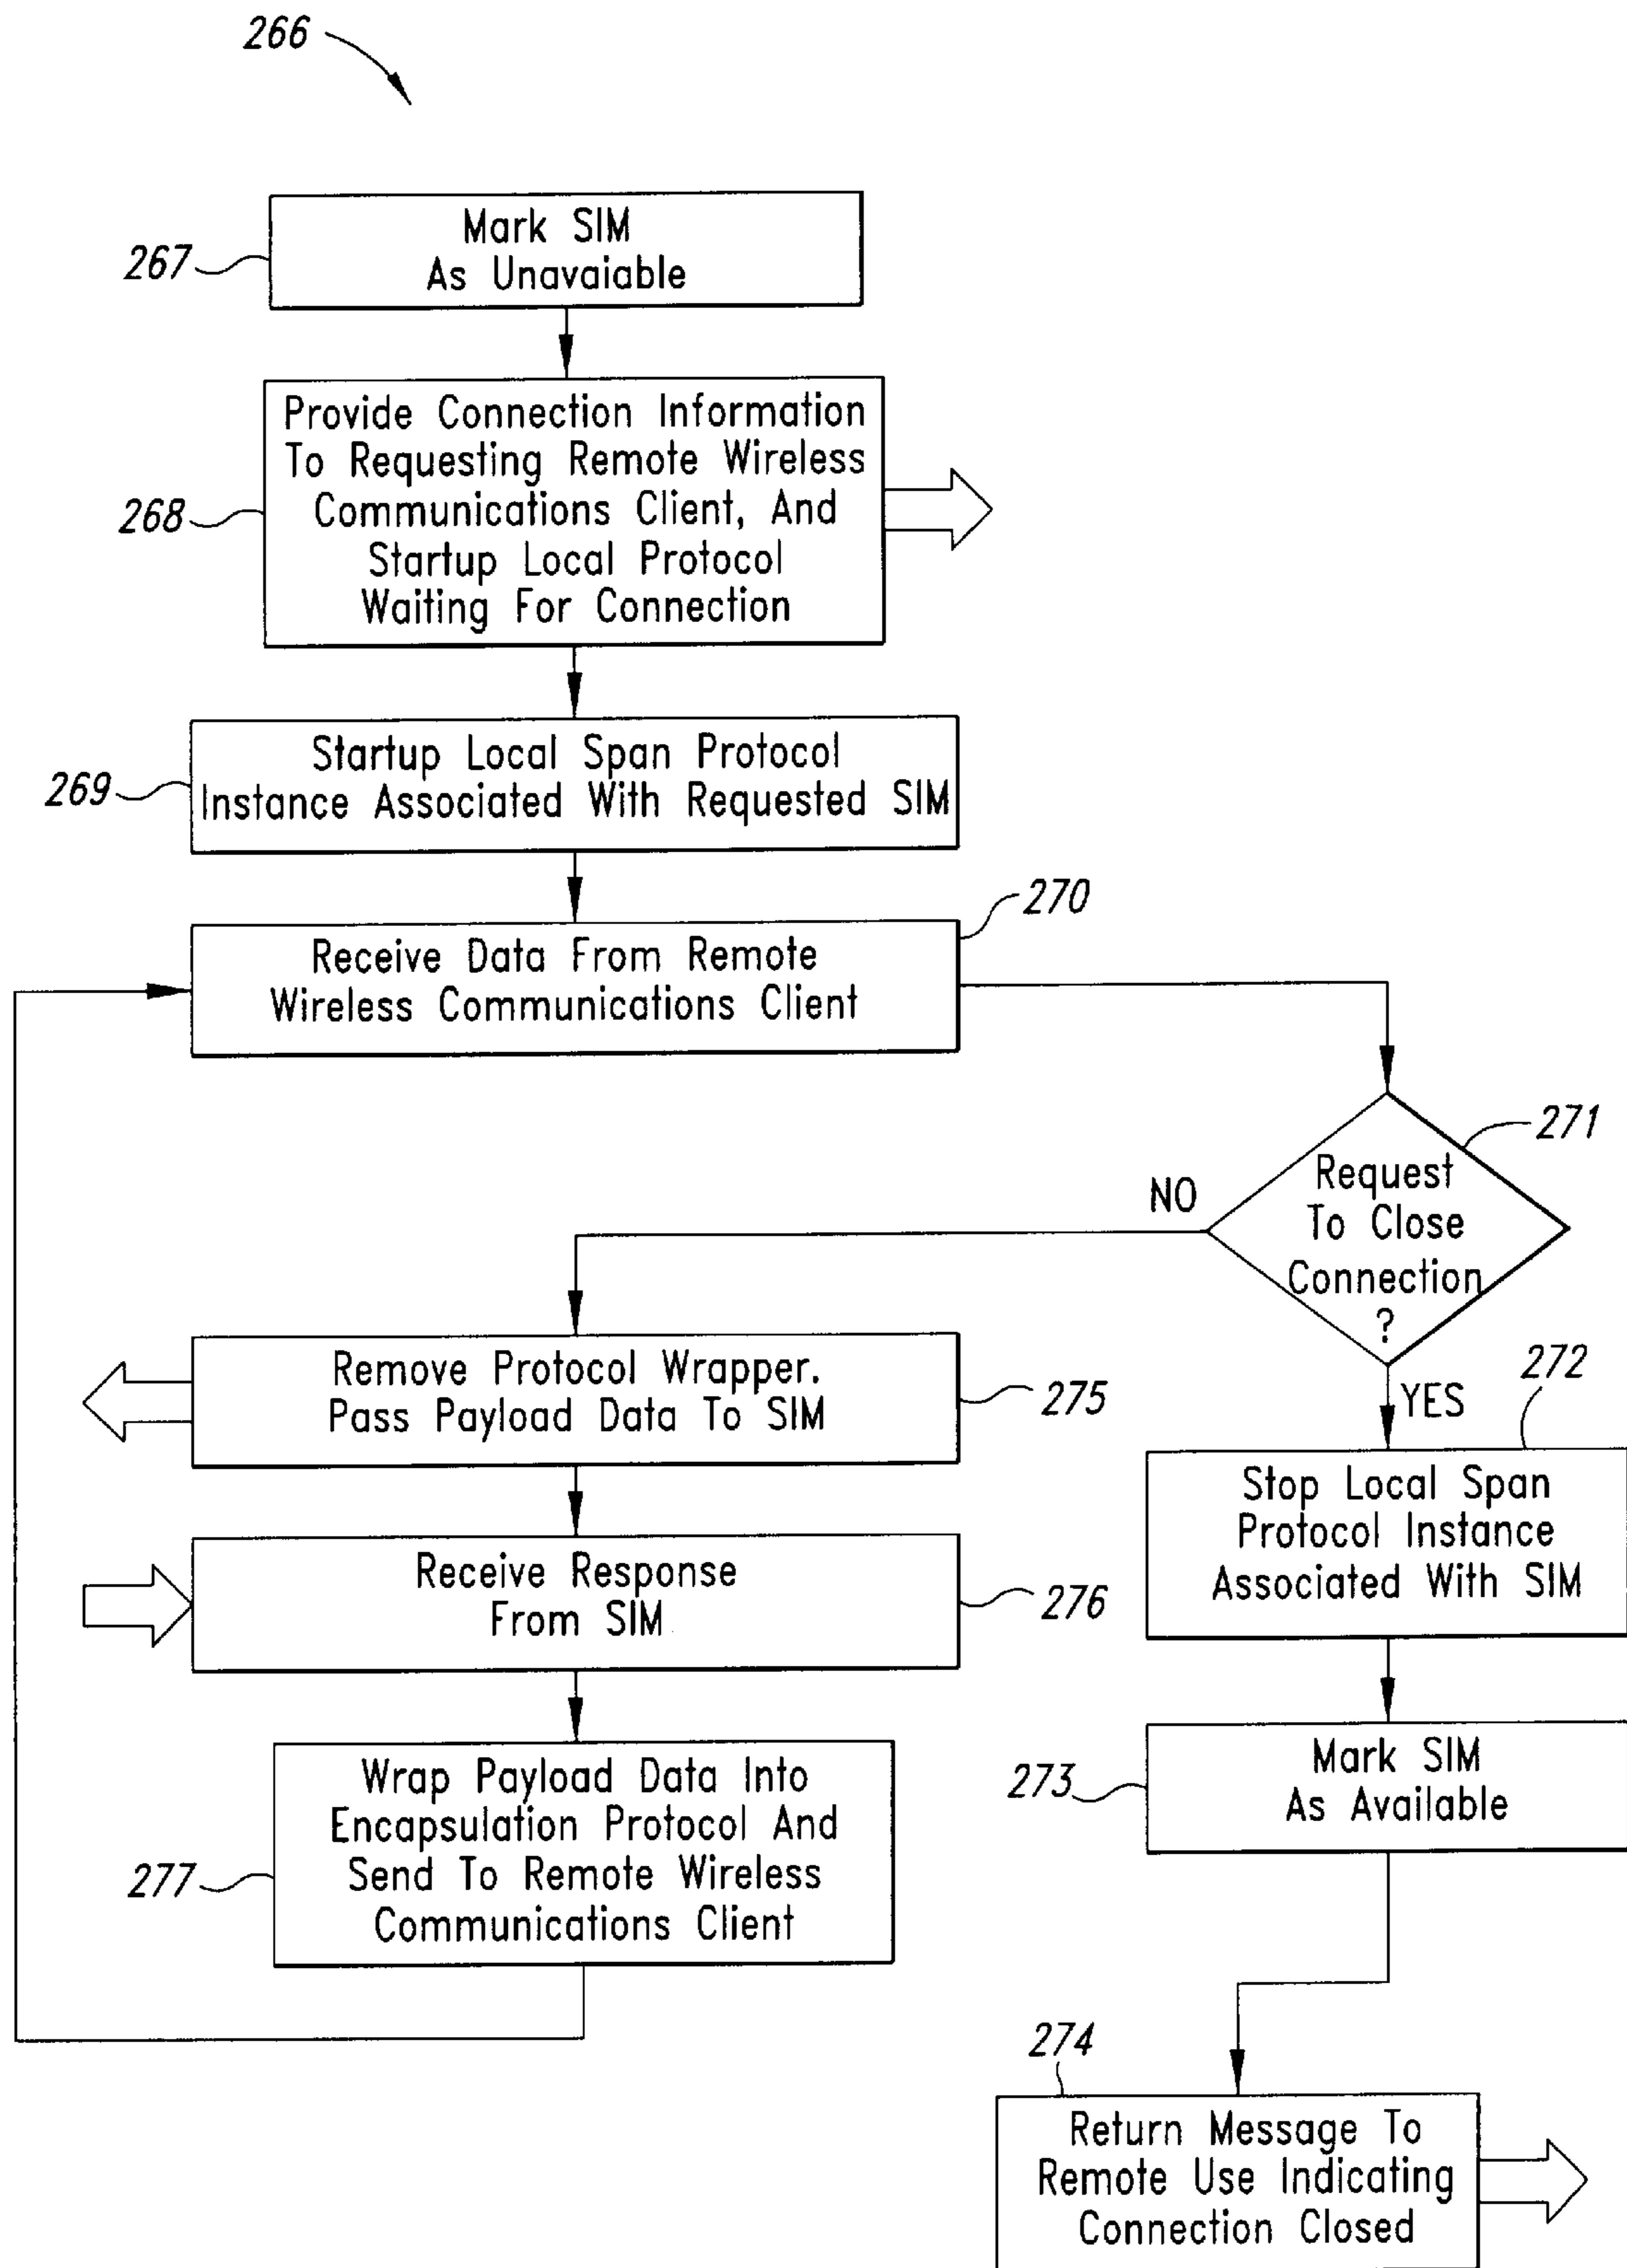 266
267
Mark SIM
As Unavaiable
268
Provide Connection Information
To Requesting Remote Wireless
Communications Client, And
Startup Local Protocol
Waiting For Connection
269
Startup Local Span Protocol
Instance Associated With Requested SIM
270
Receive Data From Remote
Wireless Communications Client
271
Request
To Close
Connection
?
NO
YES
Remove Protocol Wrapper.
Pass Payload Data To SIM
275
272
Stop Local Span
Protocol Instance
Associated With SIM
Receive Response
From SIM
276
273
Mark SIM
As Available
277
Wrap Payload Data Into
Encapsulation Protocol And
Send To Remote Wireless
Communications Client
274
Return Message To
Remote Use Indicating
Connection Closed